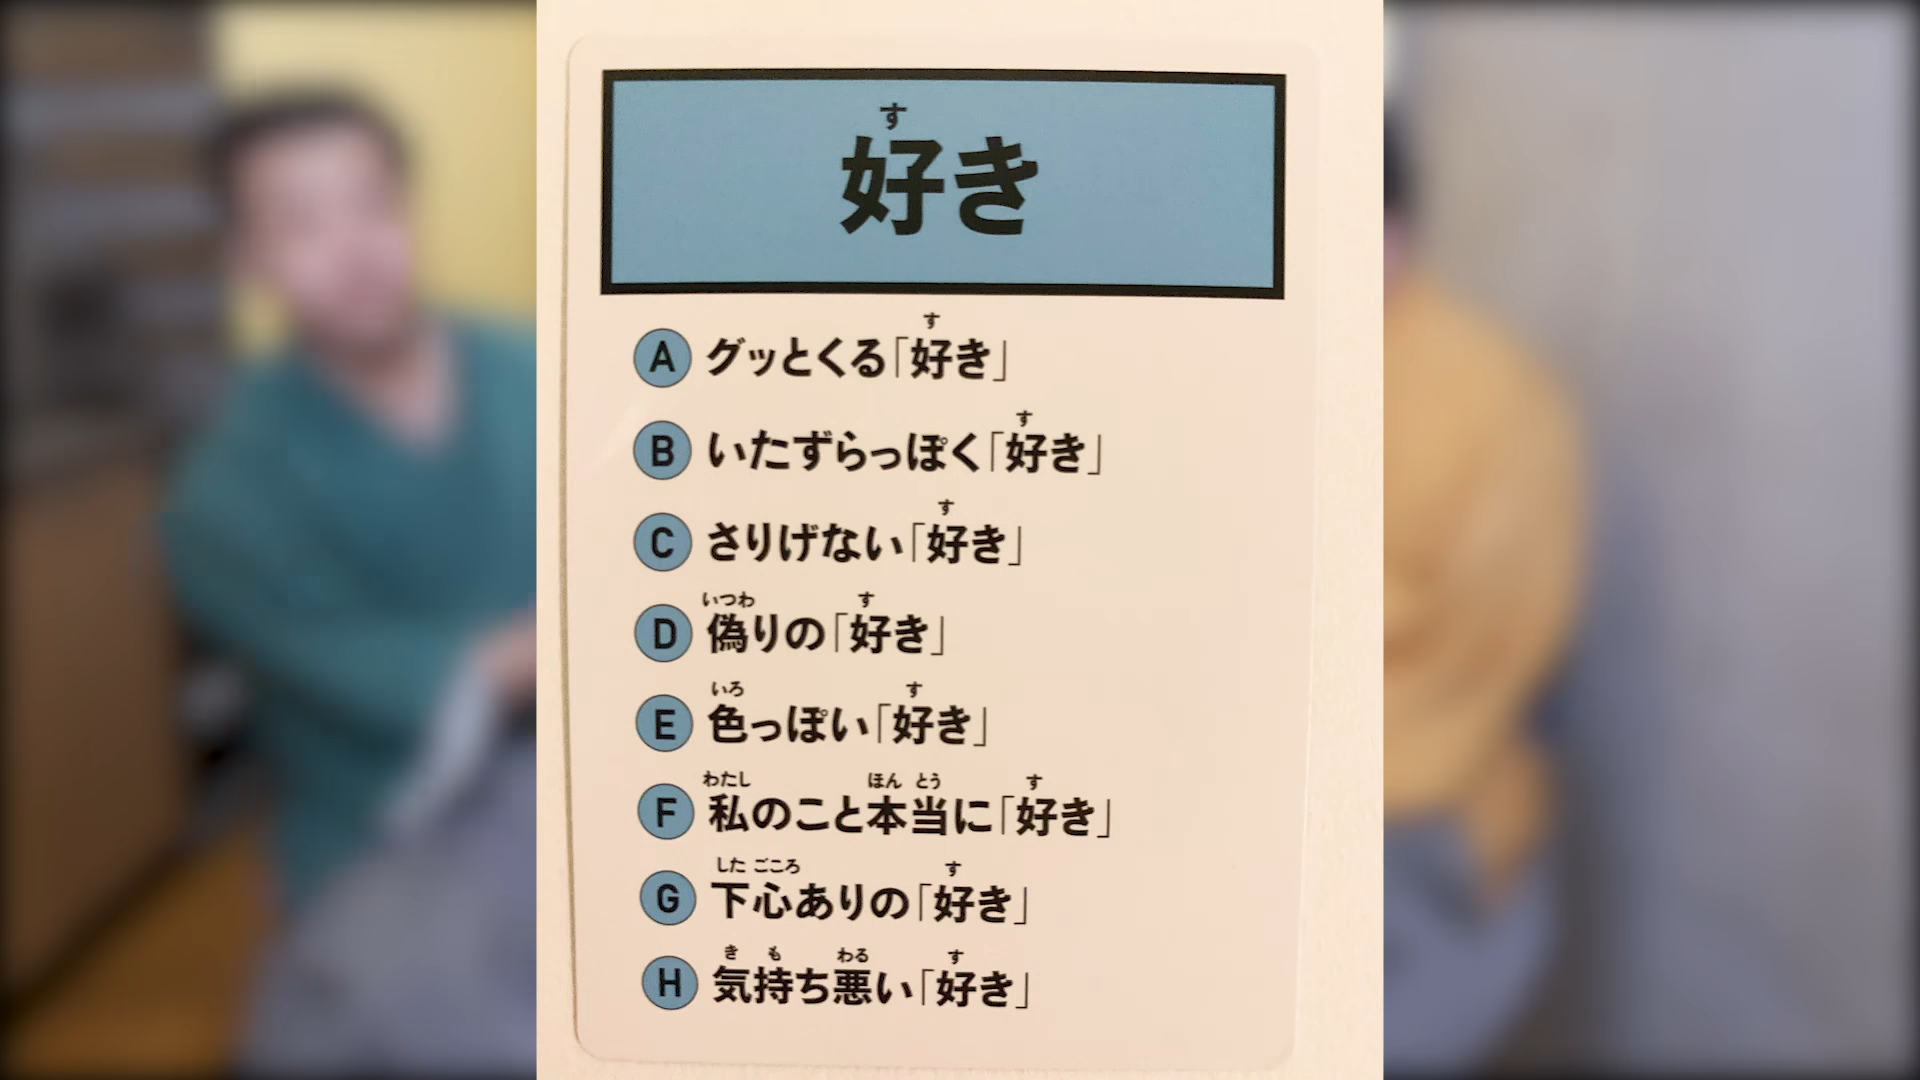 好き
A グッとくる「好き」
B いたずらっぽく「好き」
C さりげない「好き」
D 偽りの「好き」
E 色っぽい「好き」
F 私のこと本当に「好き」
G 下心ありの「好き」
H 気持ち悪い「好き」